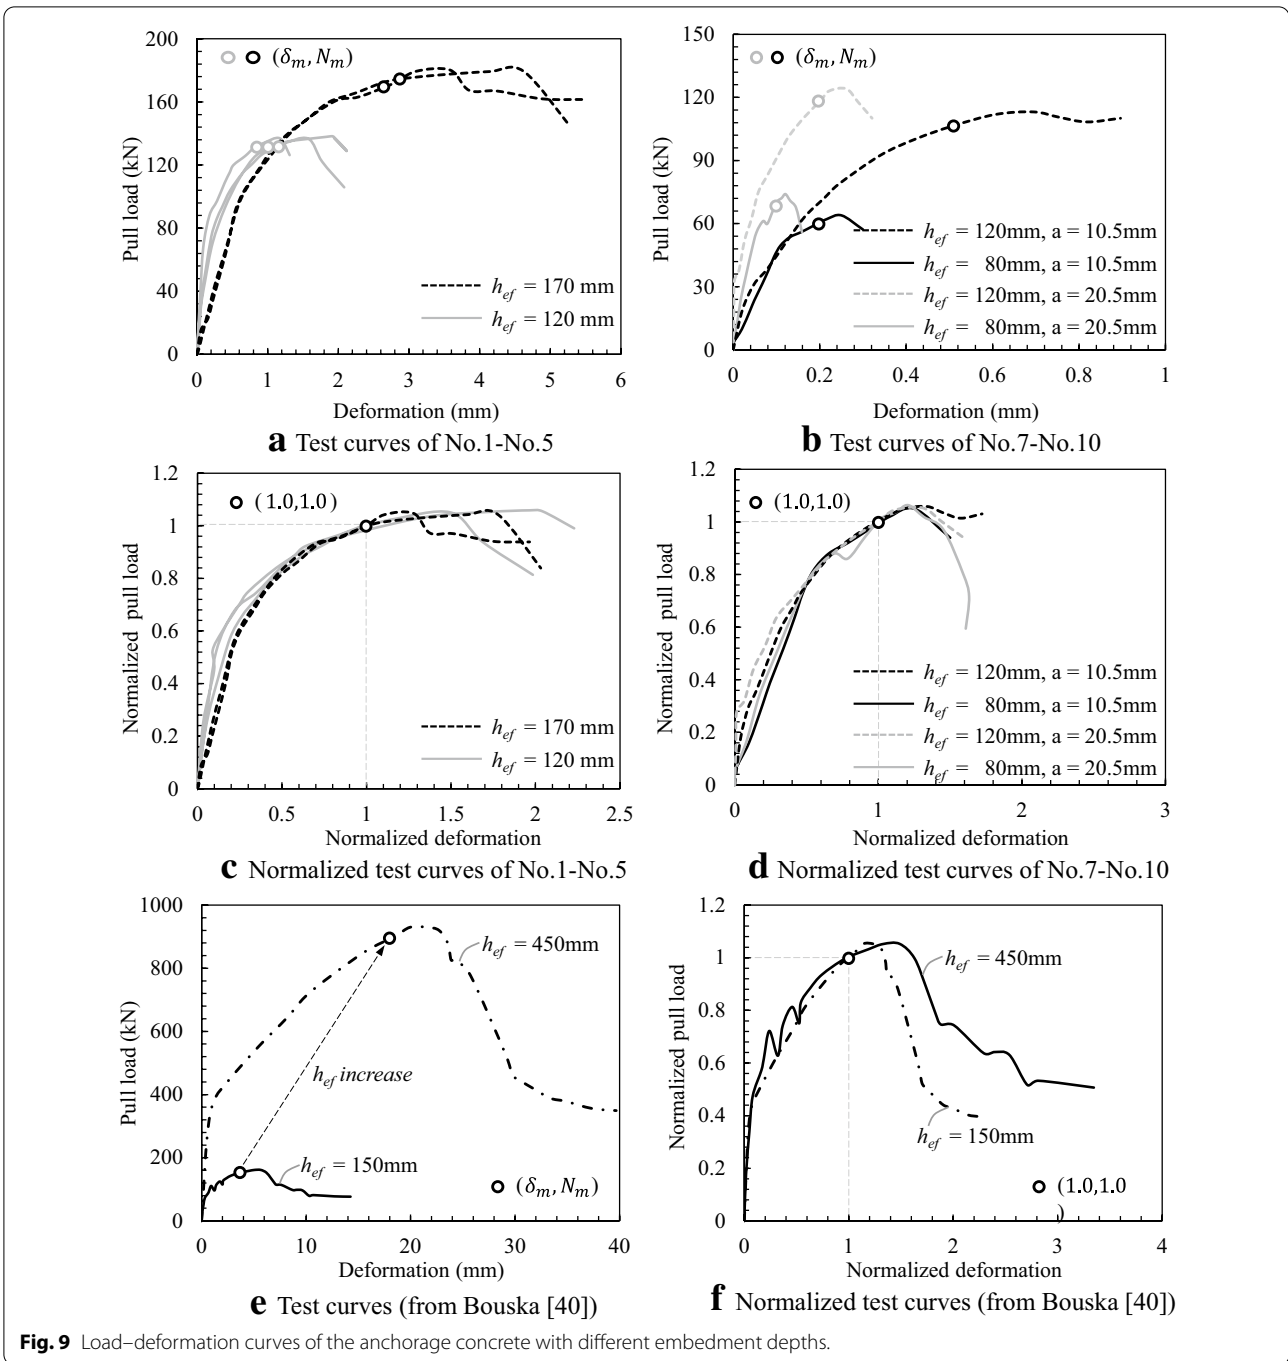 200
160
120
80
40
0
Pull load (kN)
(δm, Nm)
hef = 170 mm
hef = 120 mm
0 1 2 3 4 5 6
Deformation (mm)
a Test curves of No.1-No.5
150
120
90
60
30
0
Pull load (kN)
(δm, Nm)
hef = 120mm, a = 10.5mm
hef = 80mm, a = 10.5mm
hef = 120mm, a = 20.5mm
hef = 80mm, a = 20.5mm
0 0.2 0.4 0.6 0.8 1
Deformation (mm)
b Test curves of No.7-No.10
1.2
1
0.8
0.6
0.4
0.2
0
Normalized pull load
(1.0,1.0)
hef = 170 mm
hef = 120 mm
0 0.5 1 1.5 2 2.5
Normalized deformation
c Normalized test curves of No.1-No.5
1.2
1
0.8
0.6
0.4
0.2
0
Normalized pull load
(1.0,1.0)
hef = 120mm, a = 10.5mm
hef = 80mm, a = 10.5mm
hef = 120mm, a = 20.5mm
hef = 80mm, a = 20.5mm
0 1 2 3
Normalized deformation
d Normalized test curves of No.7-No.10
1000
800
600
400
200
0
Pull load (kN)
hef = 450mm
hef increase
hef = 150mm
(δm, Nm)
0 10 20 30 40
Deformation (mm)
e Test curves (from Bouska [40])
1.2
1
0.8
0.6
0.4
0.2
0
Normalized pull load
hef = 450mm
hef = 150mm
(1.0,1.0
)
0 1 2 3 4
Normalized deformation
f Normalized test curves (from Bouska [40])
Fig. 9 Load–deformation curves of the anchorage concrete with different embedment depths.